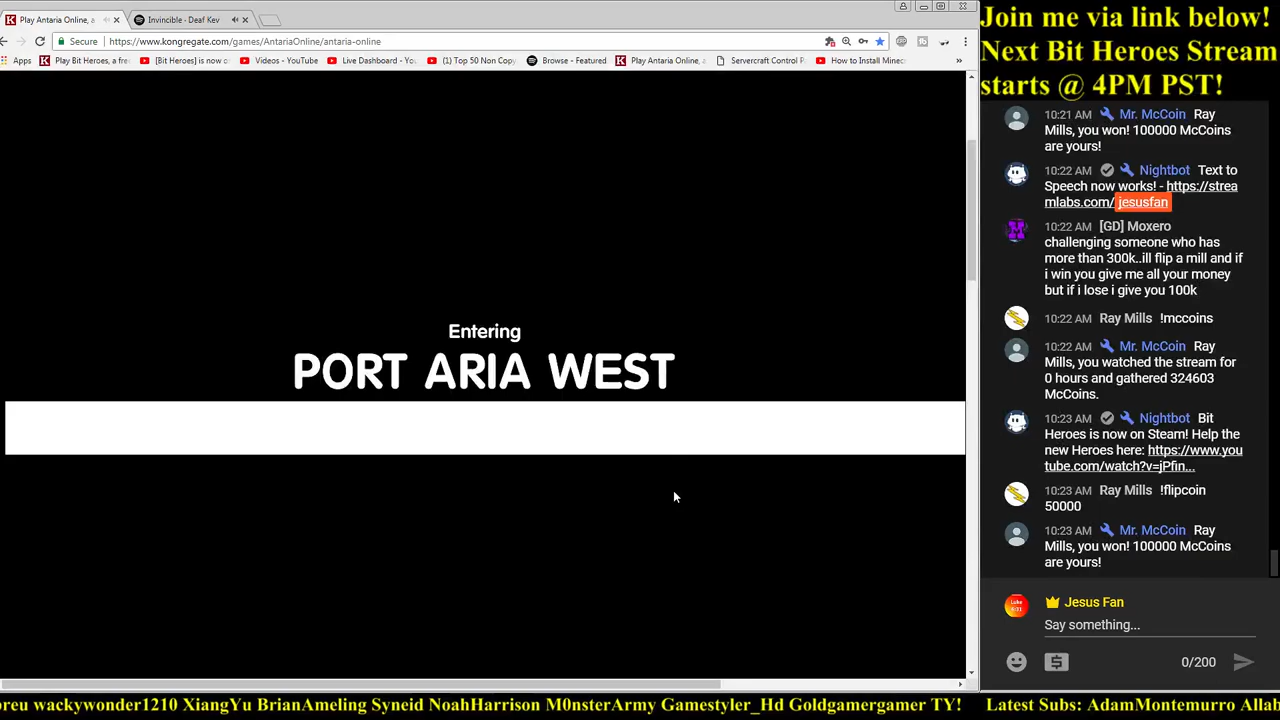 Play Antaria Online, a
Invincible - Deaf Kev
Secure
https://www.kongregate.com/games/AntariaOnline/antaria-online
Apps
Play Bit Heroes, a free
[Bit Heroes] is now o
Videos - YouTube
Live Dashboard - You
(1) Top 50 Non Copy
Browse - Featured
Play Antaria Online,
Servercraft Control P
How to Install Minec
»
Entering
PORT ARIA WEST
Join me via link below!
Next Bit Heroes Stream
starts @ 4PM PST!
10:21 AM Mr. McCoin Ray
Mills, you won! 100000 McCoins
are yours!
10:22 AM Nightbot Text to
Speech now works! - https://strea
mlabs.com/jesusfan
10:22 AM [GD] Moxero
challenging someone who has
more than 300k..ill flip a mill and if
i win you give me all your money
but if i lose i give you 100k
10:22 AM Ray Mills !mccoins
10:22 AM Mr. McCoin Ray
Mills, you watched the stream for
0 hours and gathered 324603
McCoins.
10:23 AM Nightbot Bit
Heroes is now on Steam! Help the
new Heroes here: https://www.you
tube.com/watch?v=jPfin...
10:23 AM Ray Mills !flipcoin
50000
10:23 AM Mr. McCoin Ray
Mills, you won! 100000 McCoins
are yours!
Jesus Fan
Say something...
0/200
breu wackywonder1210 XiangYu BrianAmeling Syneid NoahHarrison M0nsterArmy Gamestyler_Hd Goldgamergamer TY! Latest Subs: AdamMontemurro Allah